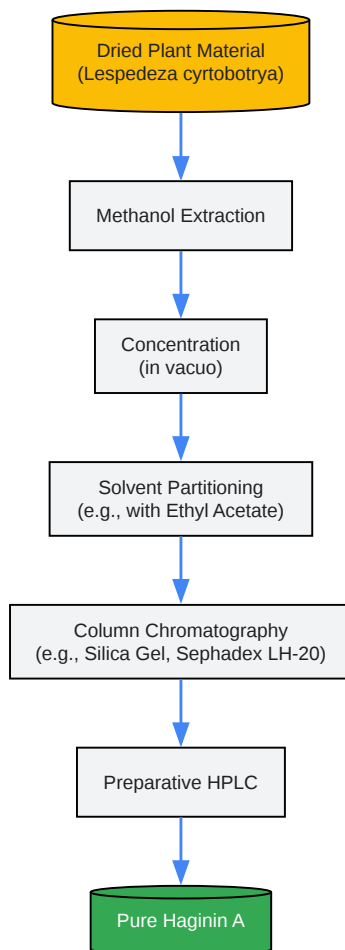 Dried Plant Material
(Lespedeza cyrtobotrya)
Methanol Extraction
Concentration
(in vacuo)
Solvent Partitioning
(e.g., with Ethyl Acetate)
Column Chromatography
(e.g., Silica Gel, Sephadex LH-20)
Preparative HPLC
Pure Haginin A